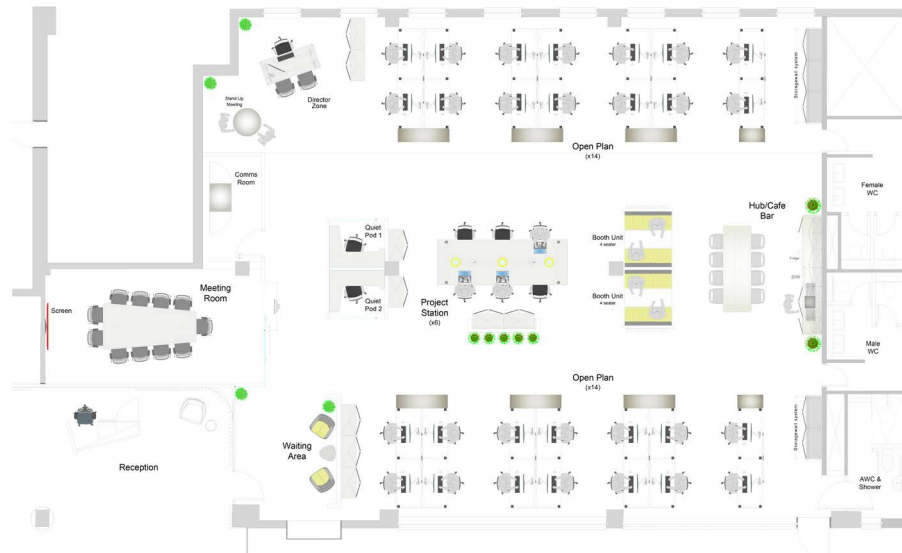 Stand Up
Meeting
Director
Zone
Storagewall system
Open Plan
(x14)
Comms
Room
Female
WC
Hub/Cafe
Bar
Quiet
Pod 1
Booth Unit
4 seater
Fridge
D/W
Meeting
Room
Screen
Quiet
Pod 2
Project
Station
(x6)
Booth Unit
4 seater
Male
WC
Open Plan
(x14)
Storagewall system
Waiting
Area
Reception
AWC &
Shower